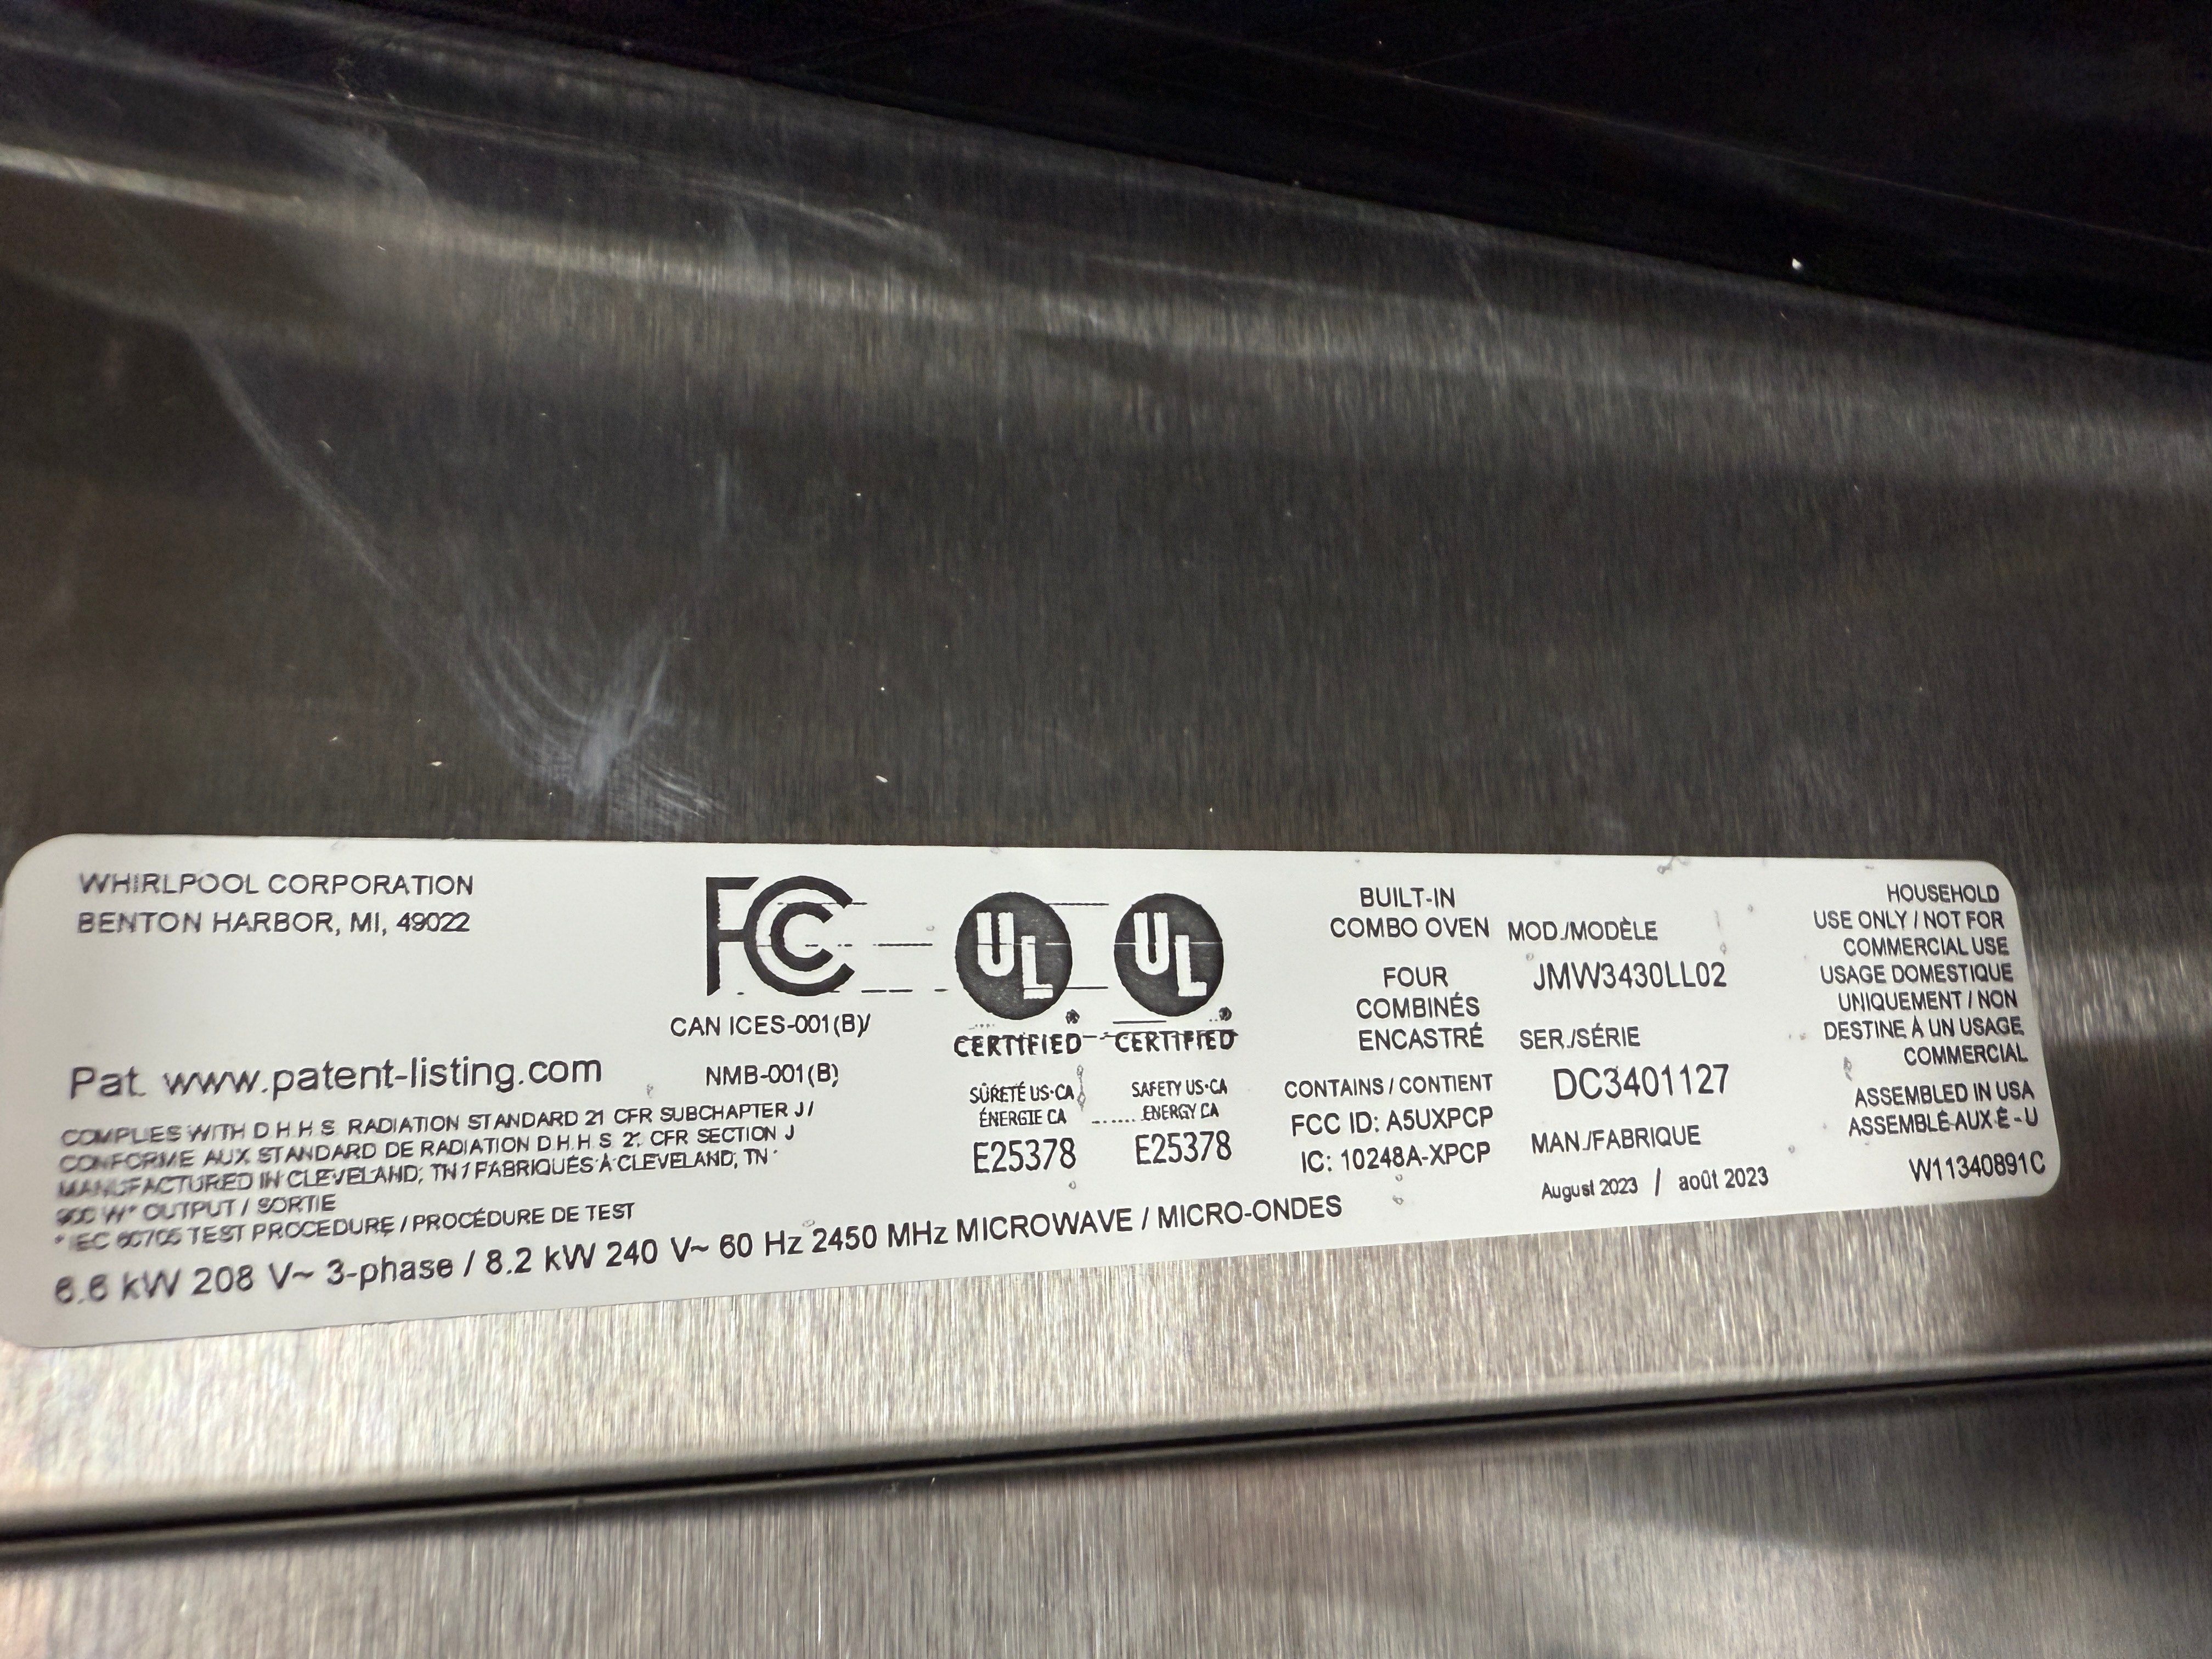 WHIRLPOOL CORPORATION
BENTON HARBOR, MI, 49022
Pat. www.patent-listing.com
COMPLES WITH D.H.H.S. RADIATION STANDARD 21 CFR SUBCHAPTER J /
CONFORME AUX STANDARD DE RADIATION D.H.H.S. 21 CFR SECTION J
MANUFACTURED IN CLEVELAND, TN / FABRIQUÉS À CLEVELAND, TN
900 W* OUTPUT / SORTIE
* IEC 60705 TEST PROCEDURE / PROCÉDURE DE TEST
6.6 kW 208 V~ 3-phase / 8.2 kW 240 V~ 60 Hz 2450 MHz MICROWAVE / MICRO-ONDES
FC
CAN ICES-001(B)/
NMB-001(B)
UL
CERTIFIED
SÛRETÉ US·CA
ÉNERGIE CA
E25378
UL
CERTIFIED
SAFETY US·CA
ENERGY CA
E25378
BUILT-IN
COMBO OVEN
FOUR
COMBINÉS
ENCASTRÉ
CONTAINS / CONTIENT
FCC ID: A5UXPCP
IC: 10248A-XPCP
MOD./MODÈLE
JMW3430LL02
SER./SÉRIE
DC3401127
MAN./FABRIQUE
August 2023 / août 2023
HOUSEHOLD
USE ONLY / NOT FOR
COMMERCIAL USE
USAGE DOMESTIQUE
UNIQUEMENT / NON
DESTINE À UN USAGE
COMMERCIAL
ASSEMBLED IN USA
ASSEMBLÉ AUX É-U
W11340891C